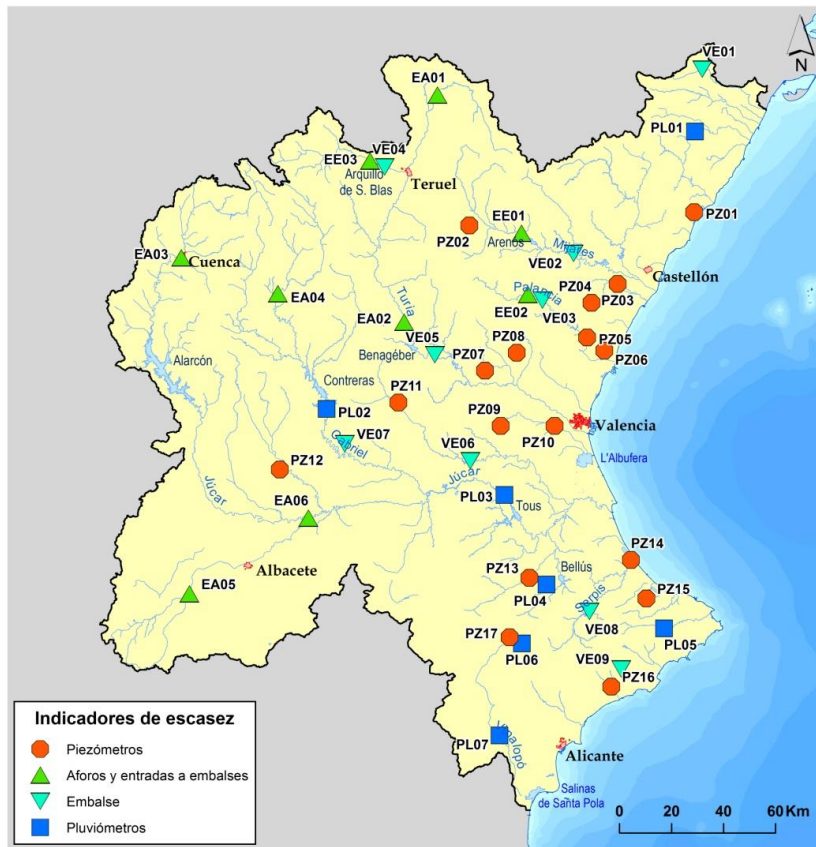 VE01
N
EA01
PL01
EE03
VE04
Arquillo
de S. Blas
Teruel
PZ01
EE01
PZ02
Arenos
Mijares
VE02
EA03
Cuenca
Castellón
PZ04
PZ03
EA04
Palancia
EE02
VE03
Turia
EA02
VE05
PZ08
PZ05
PZ06
Benagéber
PZ07
Alarcón
Contreras
PZ11
PL02
PZ09
PZ10
Valencia
Gabriel
VE07
VE06
L'Albufera
PZ12
Júcar
Júcar
PL03
Tous
EA06
PZ14
Albacete
PZ13
Bellús
PL04
PZ15
EA05
Serpis
VE08
PL05
PZ17
PL06
VE09
PZ16
PL07
Vinalopó
Alicante
Salinas
de Santa Pola
Indicadores de escasez
Piezómetros
Aforos y entradas a embalses
Embalse
Pluviómetros
0 20 40 60 Km